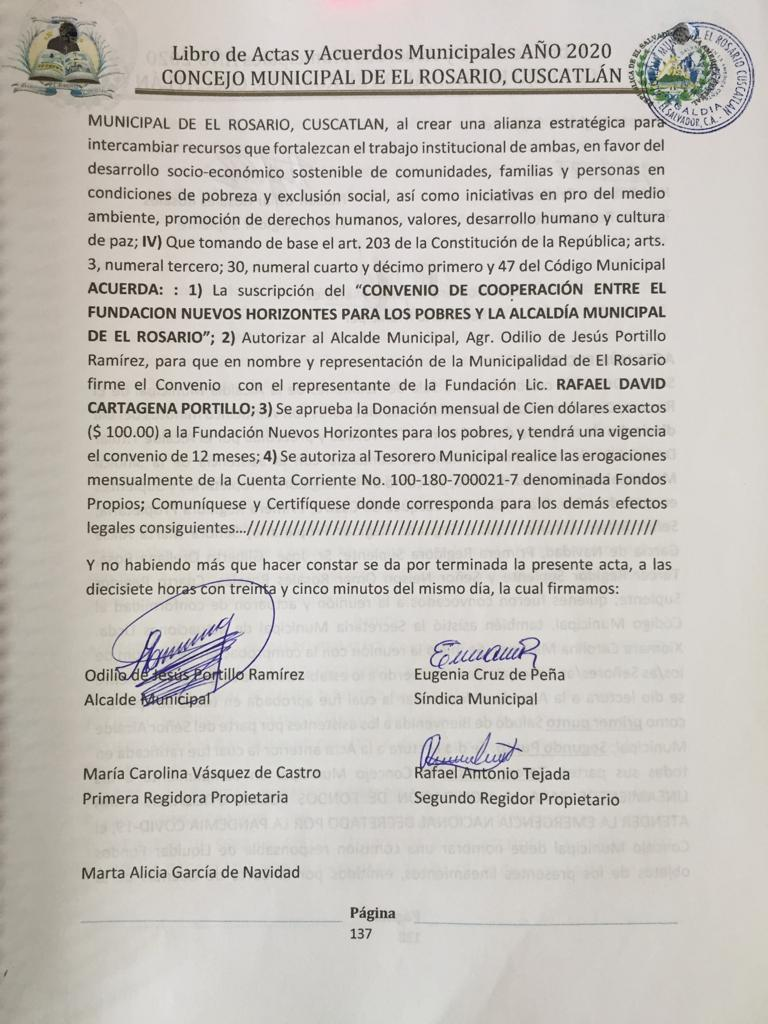 Libro de Actas y Acuerdos Municipales AÑO 2020
CONCEJO MUNICIPAL DE EL ROSARIO, CUSCATLÁN
MUNICIPAL DE EL ROSARIO, CUSCATLAN, al crear una alianza estratégica para
intercambiar recursos que fortalezcan el trabajo institucional de ambas, en favor del
desarrollo socio-económico sostenible de comunidades, familias y personas en
condiciones de pobreza y exclusión social, así como iniciativas en pro del medio
ambiente, promoción de derechos humanos, valores, desarrollo humano y cultura
de paz; IV) Que tomando de base el art. 203 de la Constitución de la República; arts.
3, numeral tercero; 30, numeral cuarto y décimo primero y 47 del Código Municipal
ACUERDA: : 1) La suscripción del “CONVENIO DE COOPERACIÓN ENTRE EL
FUNDACION NUEVOS HORIZONTES PARA LOS POBRES Y LA ALCALDÍA MUNICIPAL
DE EL ROSARIO”; 2) Autorizar al Alcalde Municipal, Agr. Odilio de Jesús Portillo
Ramírez, para que en nombre y representación de la Municipalidad de El Rosario
firme el Convenio con el representante de la Fundación Lic. RAFAEL DAVID
CARTAGENA PORTILLO; 3) Se aprueba la Donación mensual de Cien dólares exactos
($ 100.00) a la Fundación Nuevos Horizontes para los pobres, y tendrá una vigencia
el convenio de 12 meses; 4) Se autoriza al Tesorero Municipal realice las erogaciones
mensualmente de la Cuenta Corriente No. 100-180-700021-7 denominada Fondos
Propios; Comuníquese y Certifíquese donde corresponda para los demás efectos
legales consiguientes...//////////////////////////////////////////////////////////////
Y no habiendo más que hacer constar se da por terminada la presente acta, a las
diecisiete horas con treinta y cinco minutos del mismo día, la cual firmamos:
Odilio de Jesús Portillo Ramírez
Alcalde Municipal
Eugenia Cruz de Peña
Síndica Municipal
María Carolina Vásquez de Castro
Primera Regidora Propietaria
Rafael Antonio Tejada
Segundo Regidor Propietario
Marta Alicia García de Navidad
Página
137